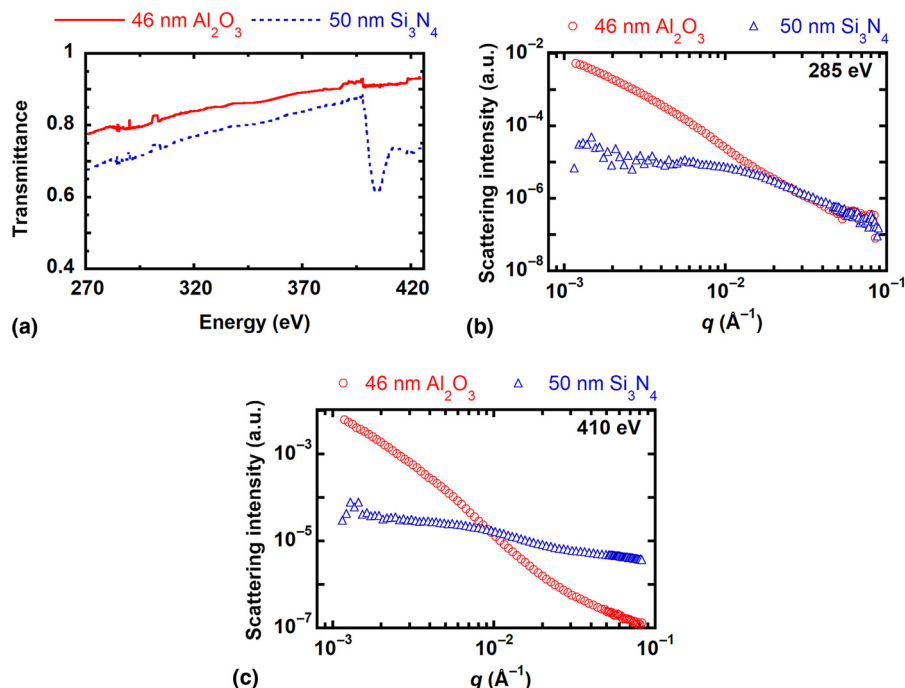 46 nm Al2O3 50 nm Si3N4
1
0.8
0.6
0.4
Transmittance
270 320 370 420
Energy (eV)
(a)
46 nm Al2O3 50 nm Si3N4
285 eV
10⁻²
10⁻⁴
10⁻⁶
10⁻⁸
Scattering intensity (a.u.)
10⁻³ 10⁻² 10⁻¹
q (Å⁻¹)
(b)
46 nm Al2O3 50 nm Si3N4
410 eV
10⁻³
10⁻⁵
10⁻⁷
Scattering intensity (a.u.)
10⁻³ 10⁻² 10⁻¹
q (Å⁻¹)
(c)